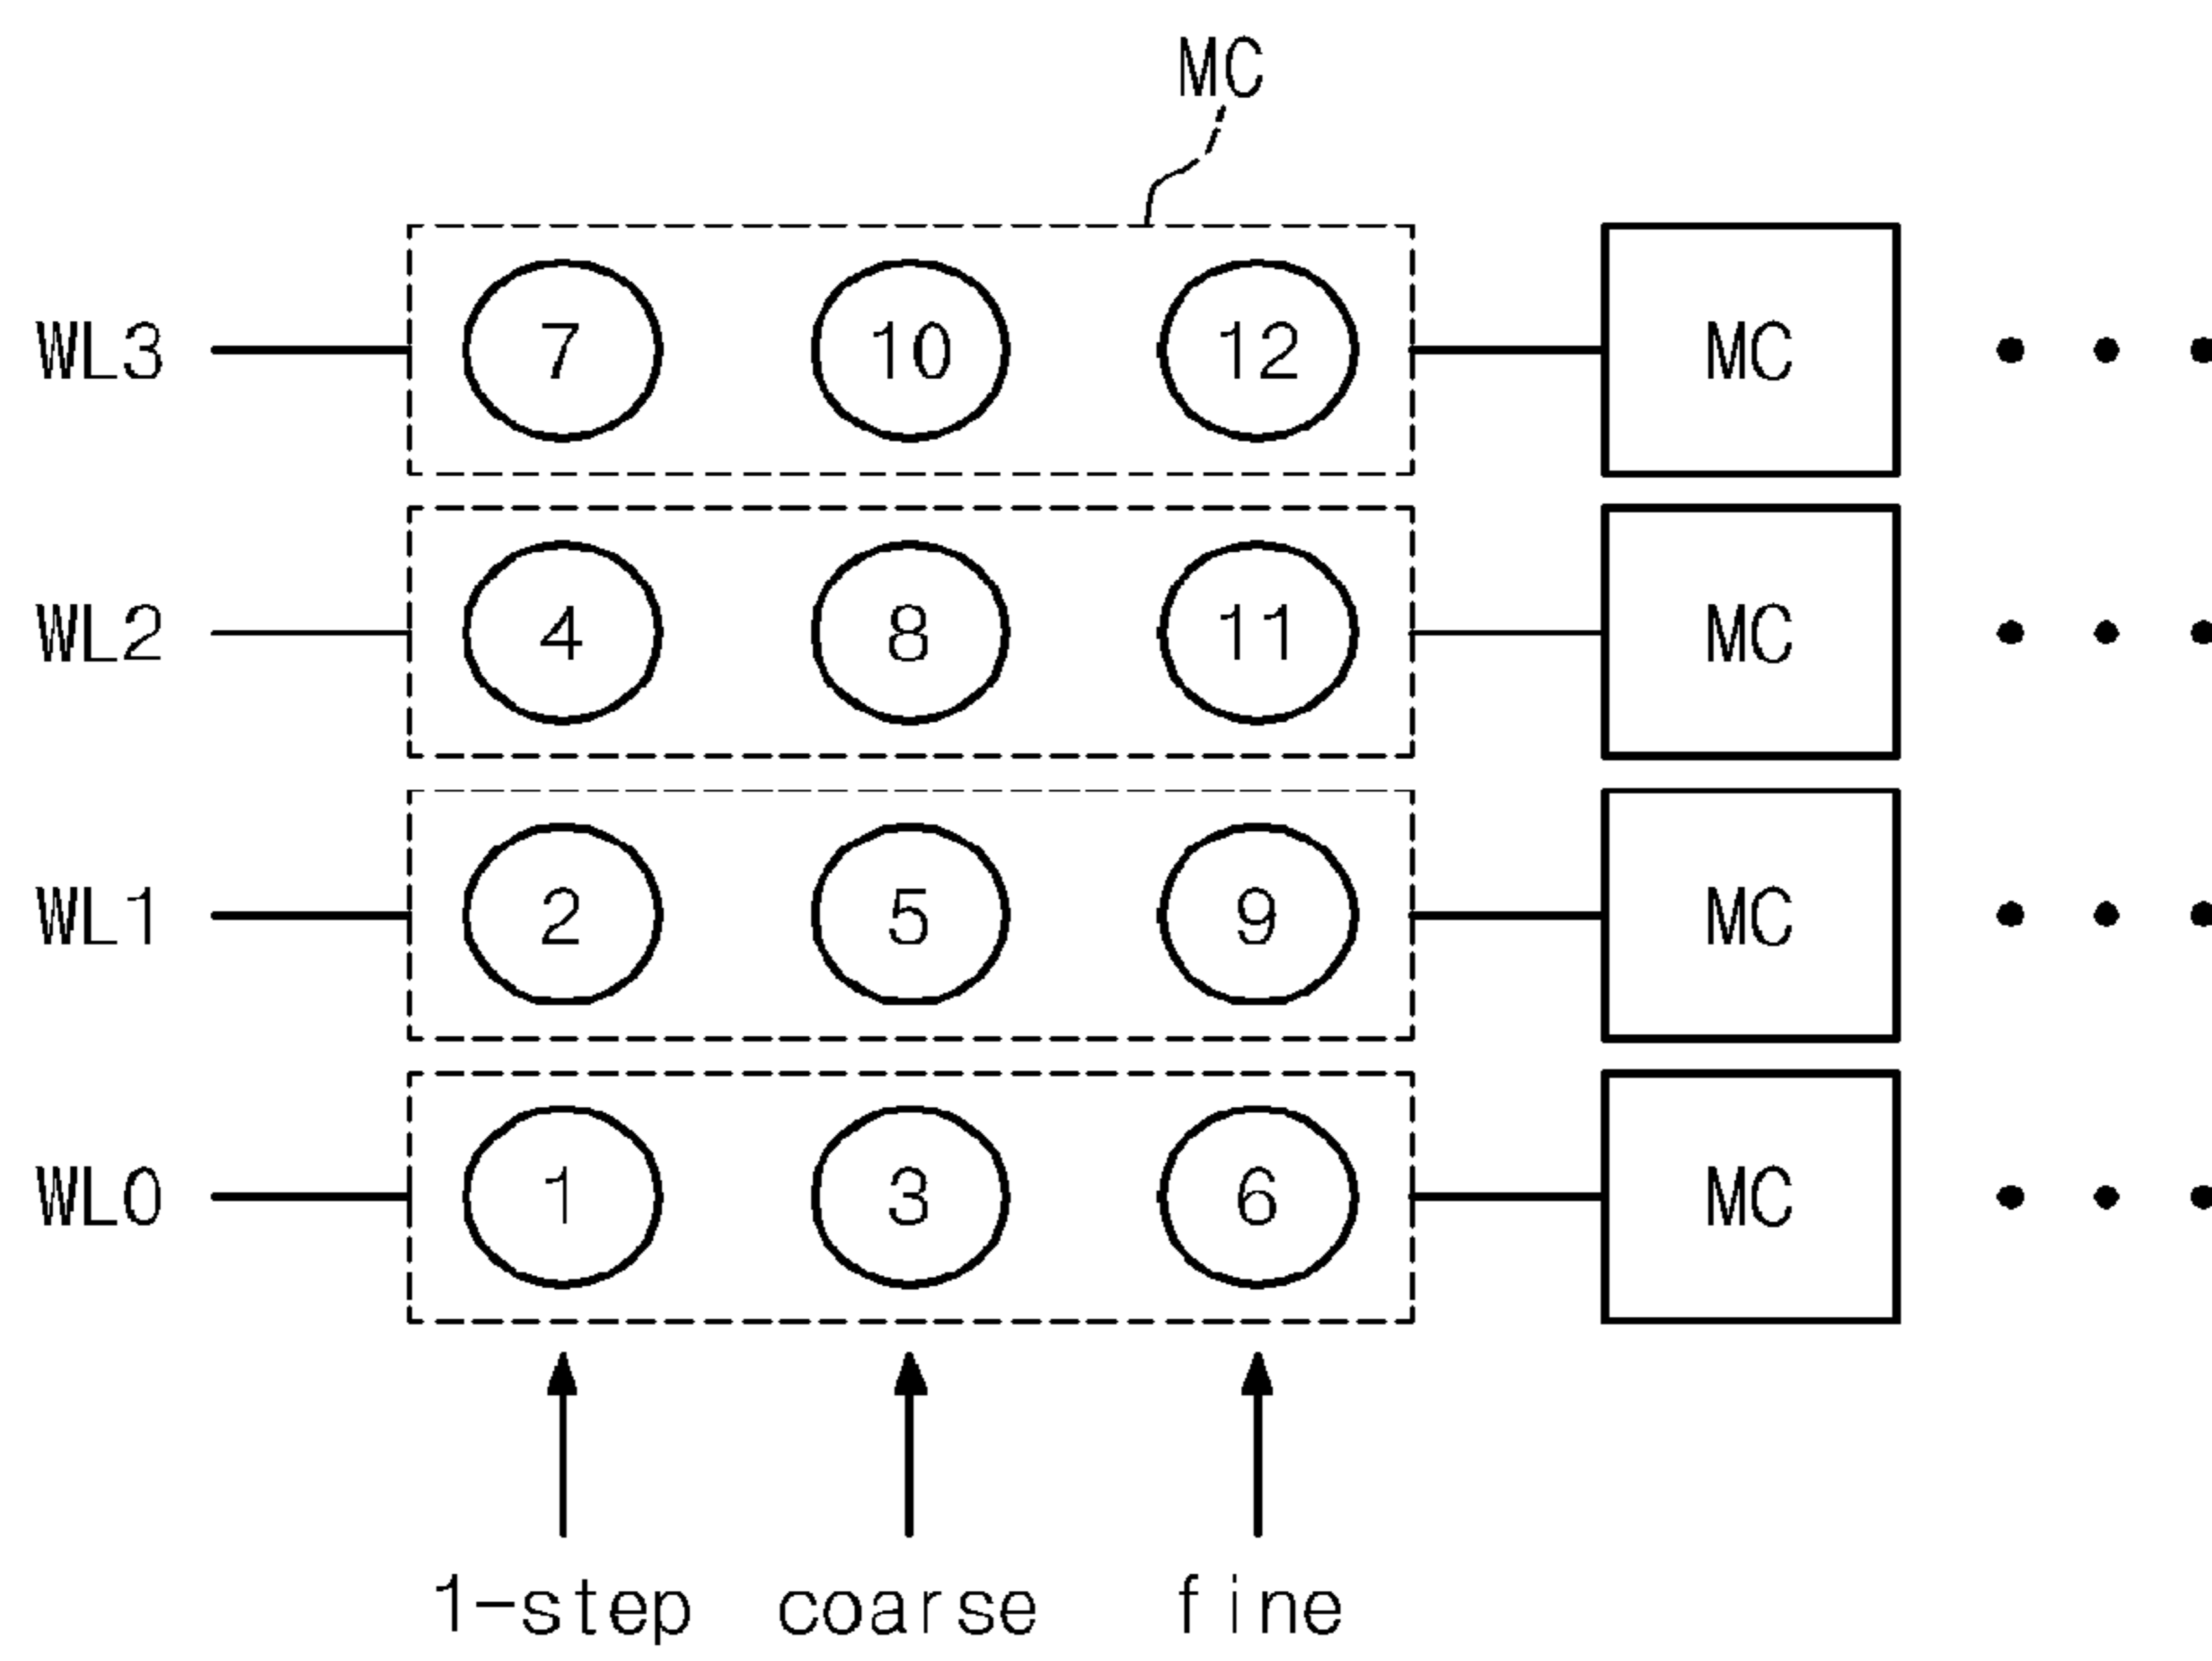 MC
WL3 7 10 12 MC
WL2 4 8 11 MC
WL1 2 5 9 MC
WL0 1 3 6 MC
1-step coarse fine